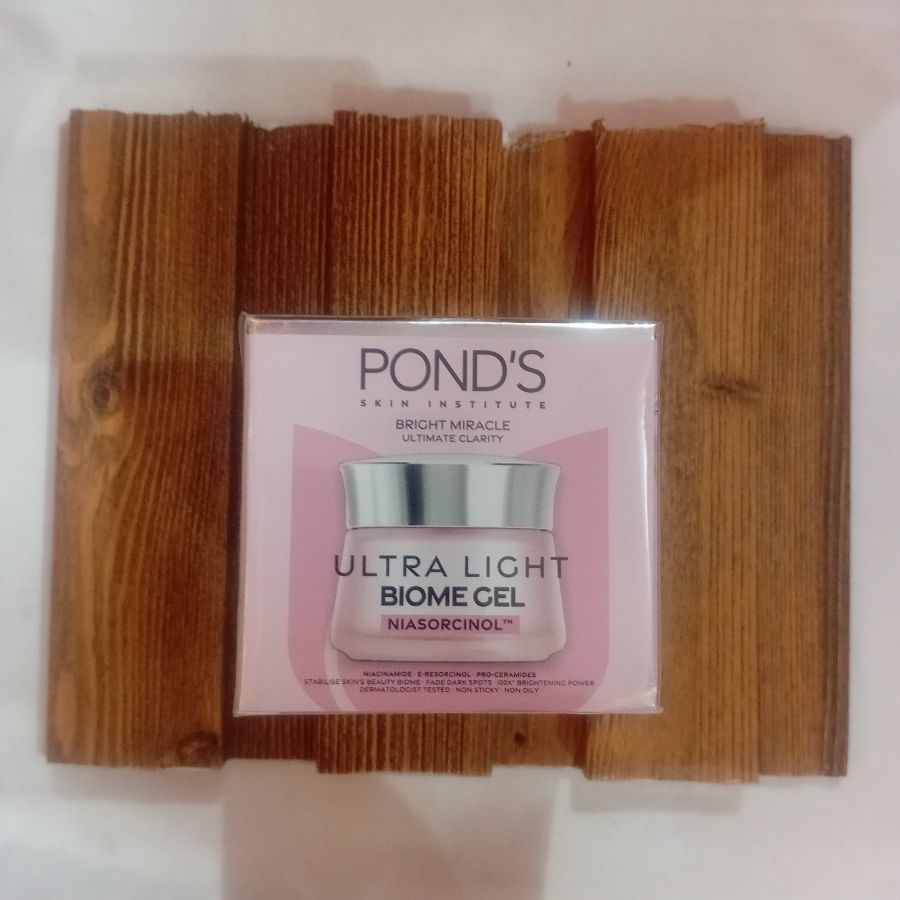 POND'S
SKIN INSTITUTE
BRIGHT MIRACLE
ULTIMATE CLARITY
ULTRA LIGHT
BIOME GEL
NIASORCINOL™
NIACINAMIDE · E-RESORCINOL · PRO-CERAMIDES
STABILISE SKIN'S BEAUTY BIOME · FADE DARK SPOTS · 100X* BRIGHTENING POWER
DERMATOLOGIST TESTED · NON STICKY · NON OILY